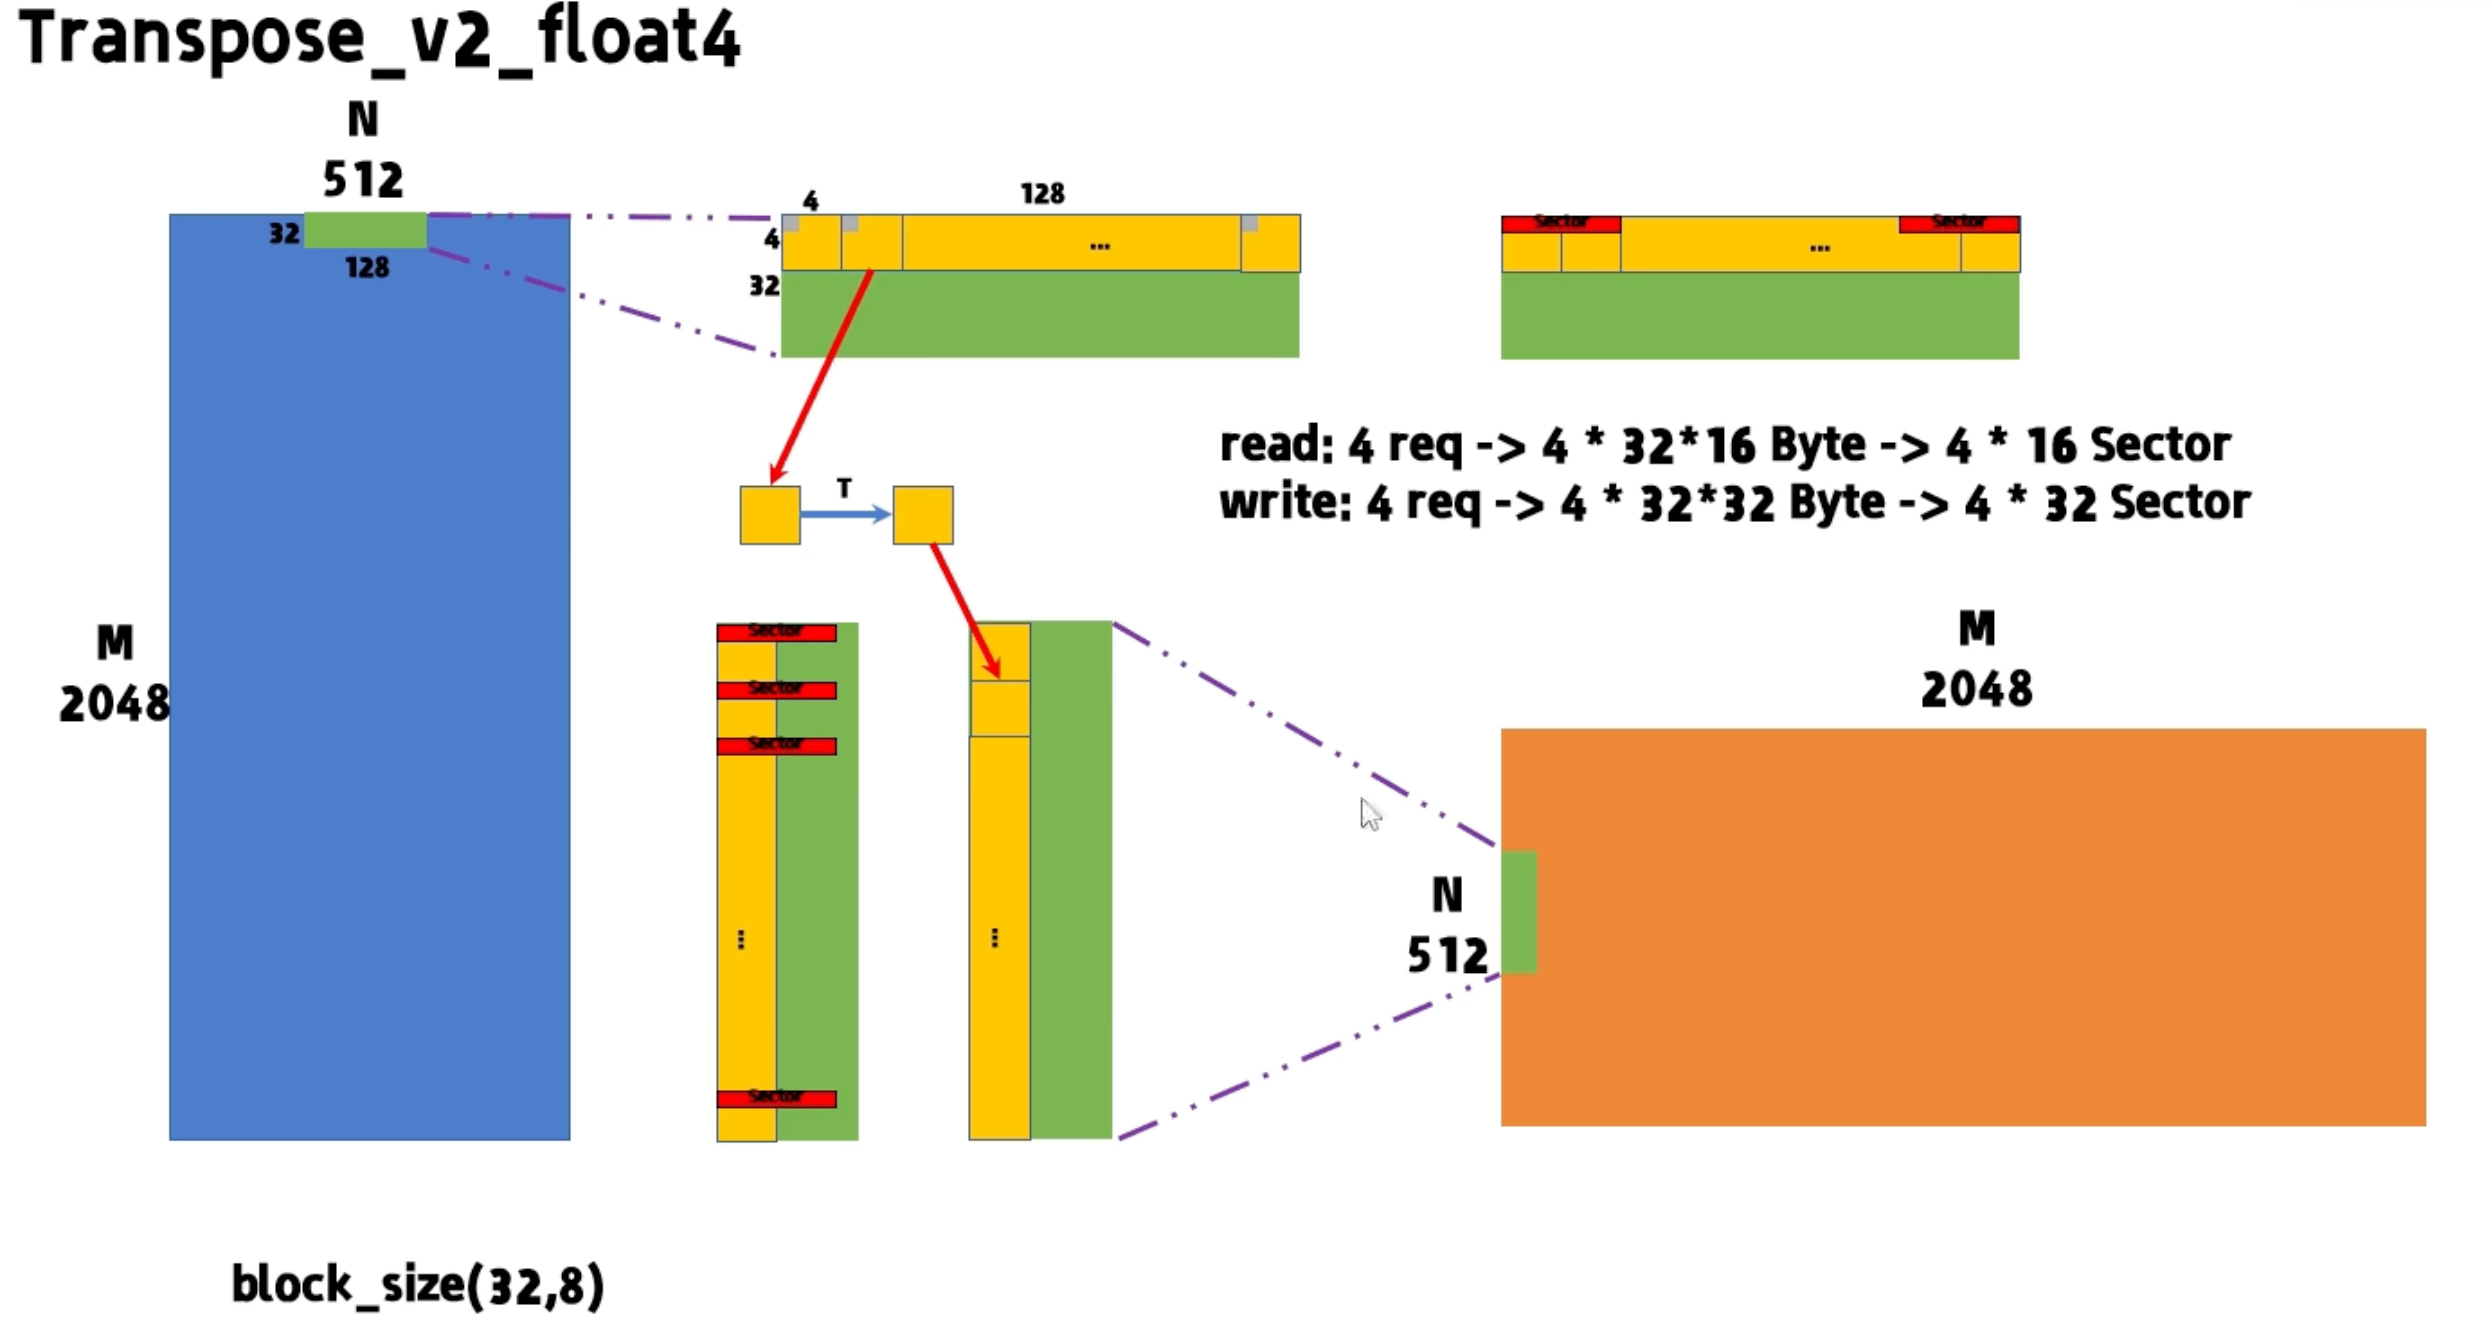 Transpose_v2_float4
N
512
32
128
4
128
4
...
32
Sector
Sector
...
read: 4 req -> 4 * 32*16 Byte -> 4 * 16 Sector
write: 4 req -> 4 * 32*32 Byte -> 4 * 32 Sector
T
M
2048
Sector
Sector
Sector
...
Sector
...
M
2048
N
512
block_size(32,8)